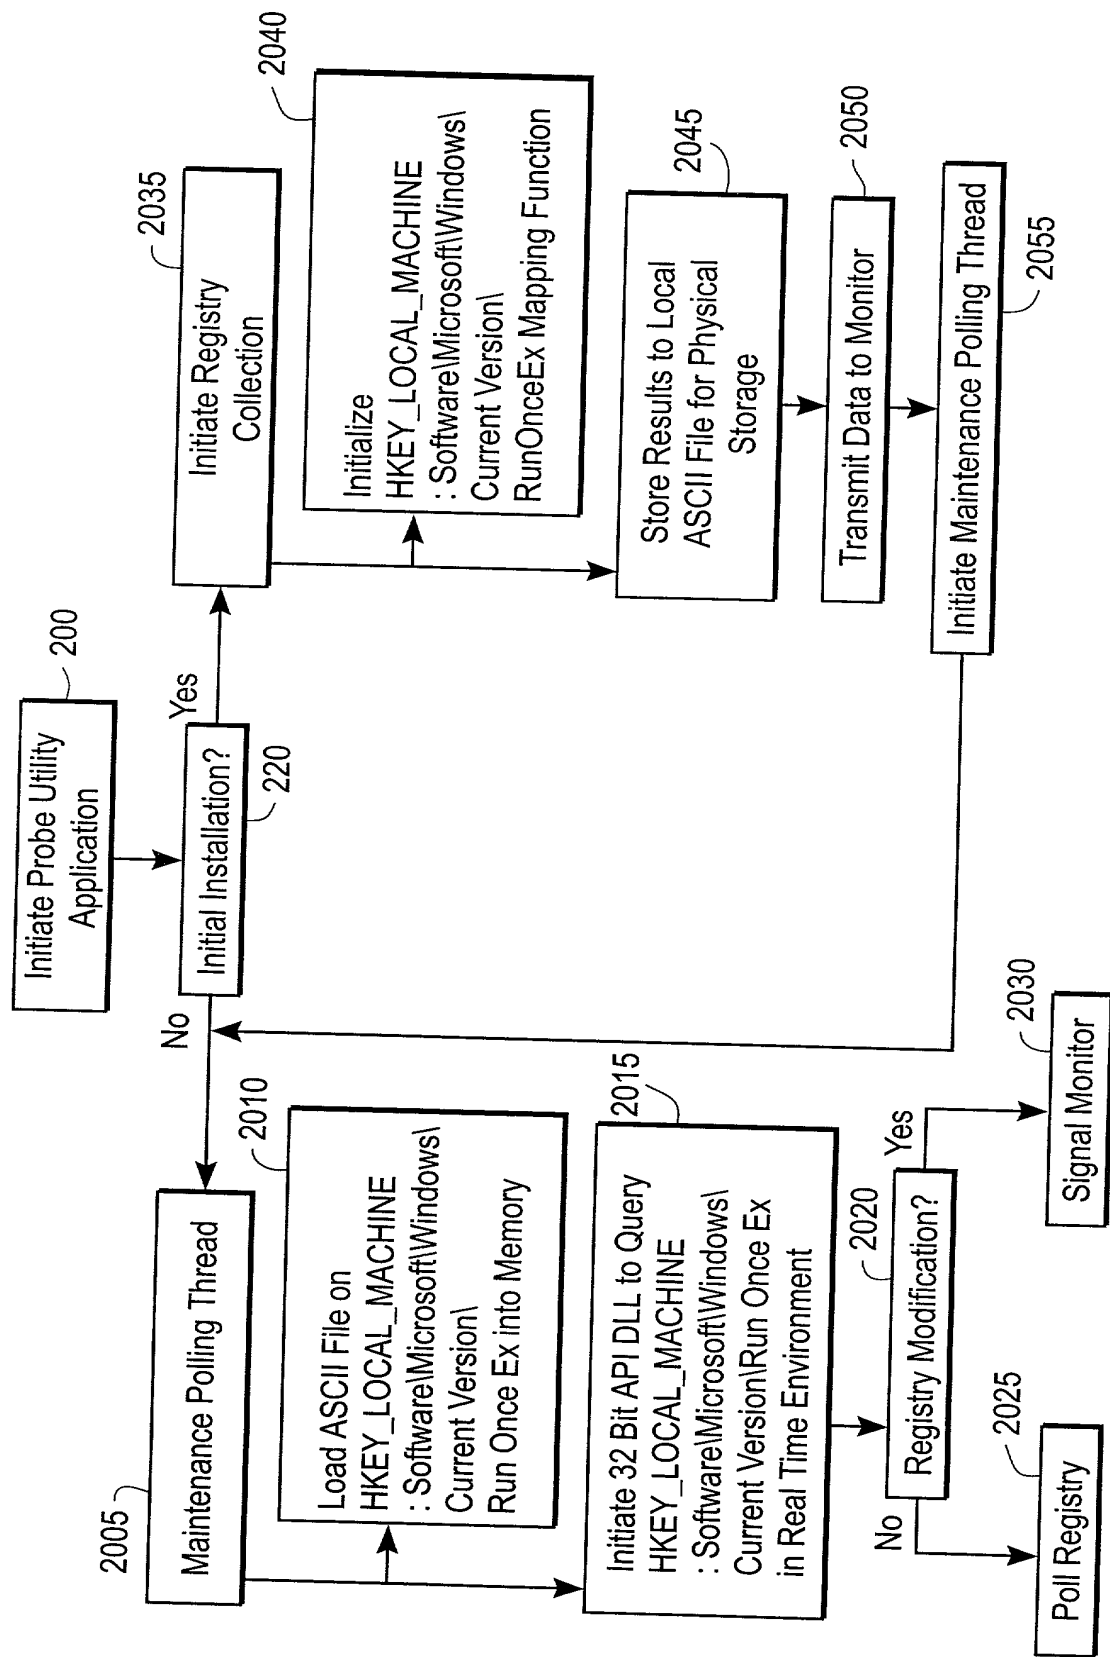 Initiate Probe Utility
Application
200
Initial Installation?
220
No
Yes
Maintenance Polling Thread
2005
Load ASCII File on
HKEY_LOCAL_MACHINE
: Software\Microsoft\Windows\
Current Version\
Run Once Ex into Memory
2010
Initiate 32 Bit API DLL to Query
HKEY_LOCAL_MACHINE
: Software\Microsoft\Windows\
Current Version\Run Once Ex
in Real Time Environment
2015
Registry Modification?
2020
No
Yes
Poll Registry
2025
Signal Monitor
2030
Initiate Registry
Collection
2035
Initialize
HKEY_LOCAL_MACHINE
: Software\Microsoft\Windows\
Current Version\
RunOnceEx Mapping Function
2040
Store Results to Local
ASCII File for Physical
Storage
2045
Transmit Data to Monitor
2050
Initiate Maintenance Polling Thread
2055